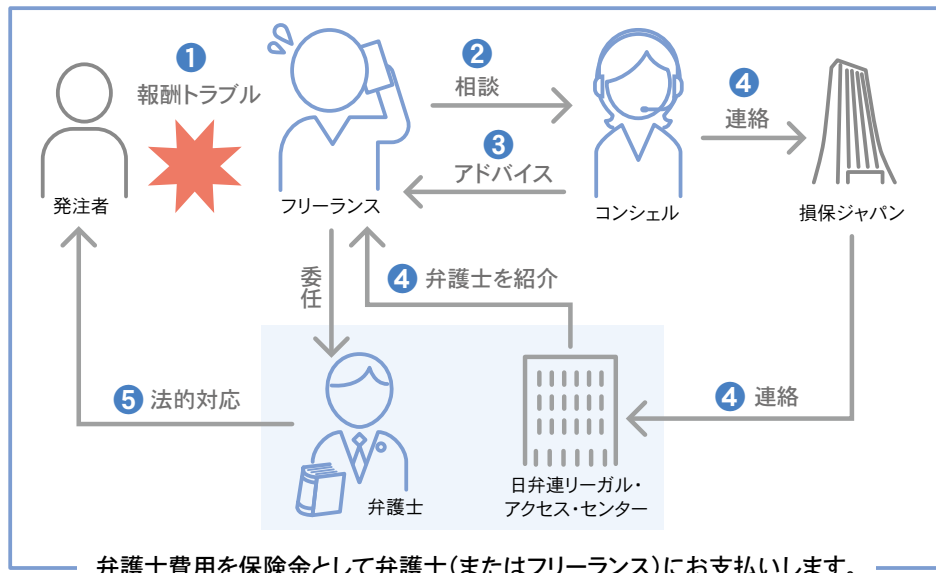 ❶
報酬トラブル
発注者
フリーランス
❷
相談
❸
アドバイス
コンシェル
❹
連絡
損保ジャパン
❹ 連絡
❹ 弁護士を紹介
委任
❺ 法的対応
弁護士
日弁連リーガル・
アクセス・センター
弁護士費用を保険金として弁護士(またはフリーランス)にお支払いします。